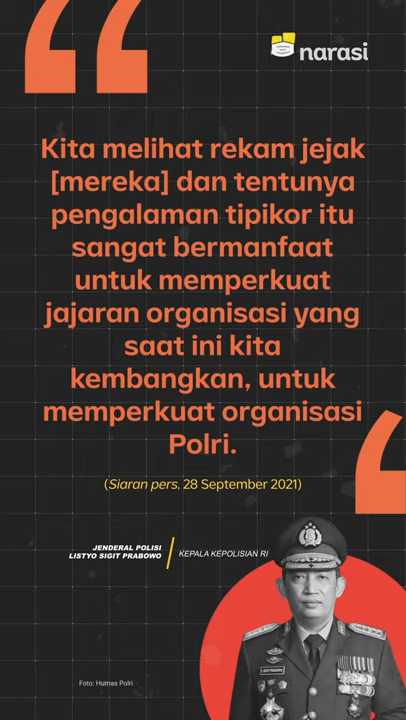 narasi
Kita melihat rekam jejak
[mereka] dan tentunya
pengalaman tipikor itu
sangat bermanfaat
untuk memperkuat
jajaran organisasi yang
saat ini kita
kembangkan, untuk
memperkuat organisasi
Polri.
(Siaran pers, 28 September 2021)
JENDERAL POLISI
LISTYO SIGIT PRABOWO
KEPALA KEPOLISIAN RI
Foto: Humas Polri